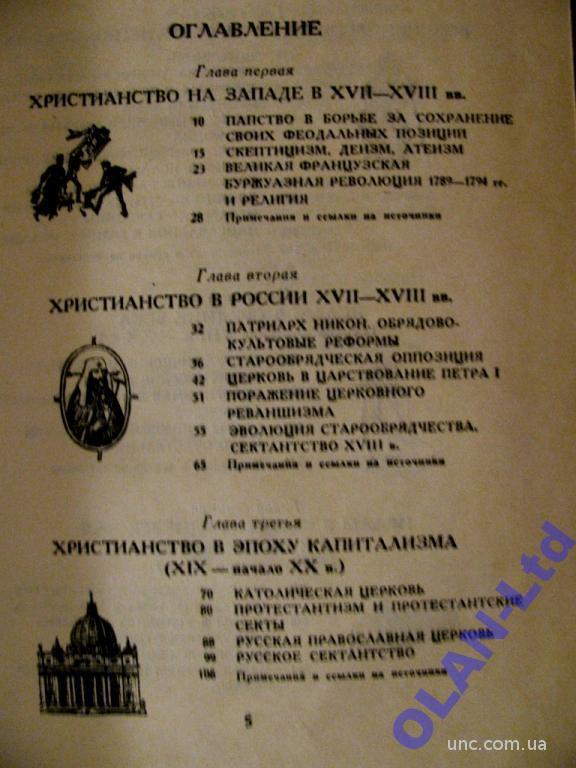 ОГЛАВЛЕНИЕ
Глава первая
ХРИСТИАНСТВО НА ЗАПАДЕ В XVII—XVIII вв.
10 ПАПСТВО В БОРЬБЕ ЗА СОХРАНЕНИЕ
СВОИХ ФЕОДАЛЬНЫХ ПОЗИЦИЙ
15 СКЕПТИЦИЗМ, ДЕИЗМ, АТЕИЗМ
23 ВЕЛИКАЯ ФРАНЦУЗСКАЯ
БУРЖУАЗНАЯ РЕВОЛЮЦИЯ 1789—1794 гг.
И РЕЛИГИЯ
28 Примечания и ссылки на источники
Глава вторая
ХРИСТИАНСТВО В РОССИИ XVII—XVIII вв.
32 ПАТРИАРХ НИКОН. ОБРЯДОВО-
КУЛЬТОВЫЕ РЕФОРМЫ
36 СТАРООБРЯДЧЕСКАЯ ОППОЗИЦИЯ
42 ЦЕРКОВЬ В ЦАРСТВОВАНИЕ ПЕТРА I
51 ПОРАЖЕНИЕ ЦЕРКОВНОГО
РЕВАНШИЗМА
55 ЭВОЛЮЦИЯ СТАРООБРЯДЧЕСТВА.
СЕКТАНТСТВО XVIII в.
65 Примечания и ссылки на источники
Глава третья
ХРИСТИАНСТВО В ЭПОХУ КАПИТАЛИЗМА
(XIX — начало XX в.)
70 КАТОЛИЧЕСКАЯ ЦЕРКОВЬ
80 ПРОТЕСТАНТИЗМ И ПРОТЕСТАНТСКИЕ
СЕКТЫ
88 РУССКАЯ ПРАВОСЛАВНАЯ ЦЕРКОВЬ
99 РУССКОЕ СЕКТАНТСТВО
106 Примечания и ссылки на источники
5
OLAN-Ltd
unc.com.ua